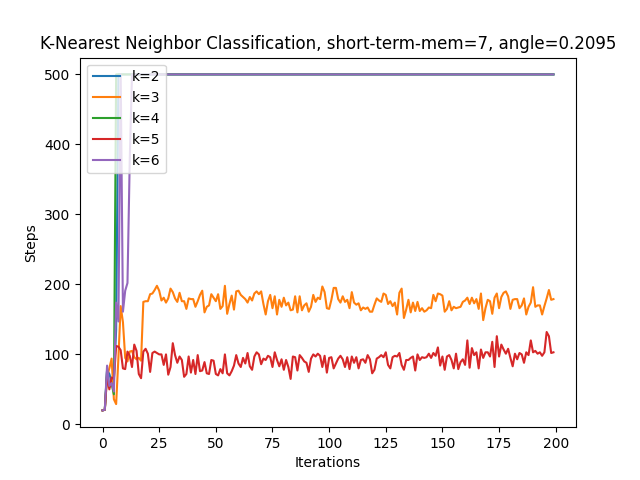 K-Nearest Neighbor Classification, short-term-mem=7, angle=0.2095
500
400
300
200
100
0
Steps
k=2
k=3
k=4
k=5
k=6
0 25 50 75 100 125 150 175 200
Iterations